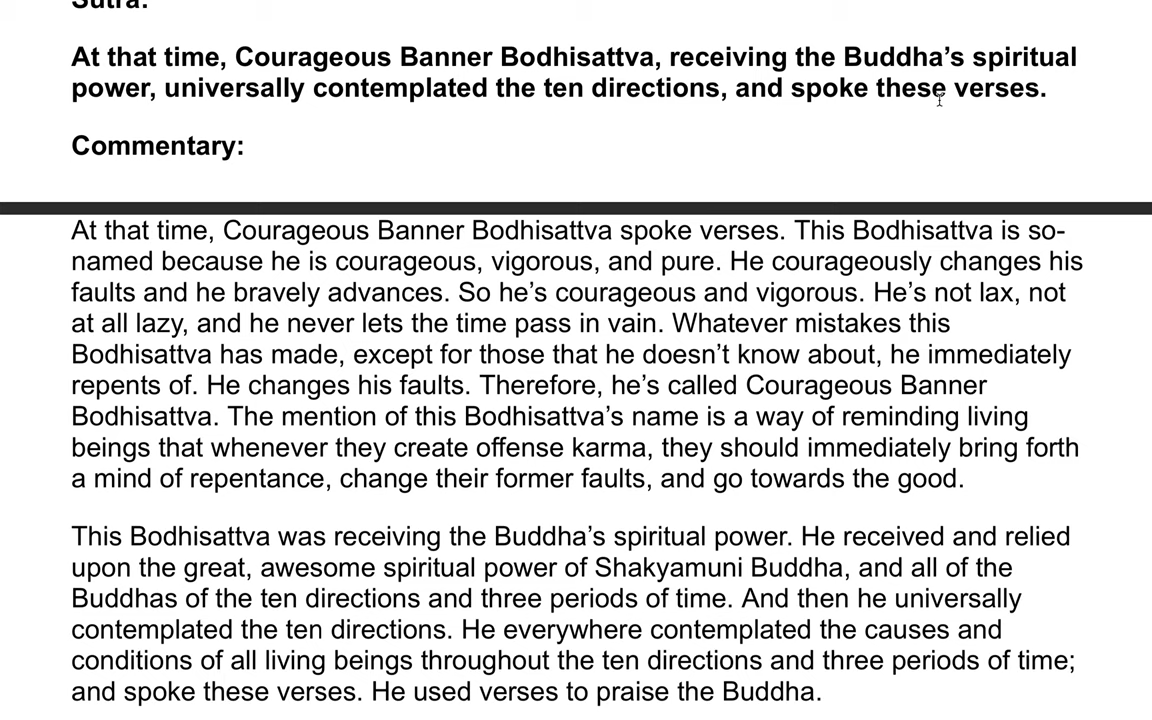 Sutra:
At that time, Courageous Banner Bodhisattva, receiving the Buddha’s spiritual
power, universally contemplated the ten directions, and spoke these verses.
Commentary:
At that time, Courageous Banner Bodhisattva spoke verses. This Bodhisattva is so-
named because he is courageous, vigorous, and pure. He courageously changes his
faults and he bravely advances. So he’s courageous and vigorous. He’s not lax, not
at all lazy, and he never lets the time pass in vain. Whatever mistakes this
Bodhisattva has made, except for those that he doesn’t know about, he immediately
repents of. He changes his faults. Therefore, he’s called Courageous Banner
Bodhisattva. The mention of this Bodhisattva’s name is a way of reminding living
beings that whenever they create offense karma, they should immediately bring forth
a mind of repentance, change their former faults, and go towards the good.
This Bodhisattva was receiving the Buddha’s spiritual power. He received and relied
upon the great, awesome spiritual power of Shakyamuni Buddha, and all of the
Buddhas of the ten directions and three periods of time. And then he universally
contemplated the ten directions. He everywhere contemplated the causes and
conditions of all living beings throughout the ten directions and three periods of time;
and spoke these verses. He used verses to praise the Buddha.